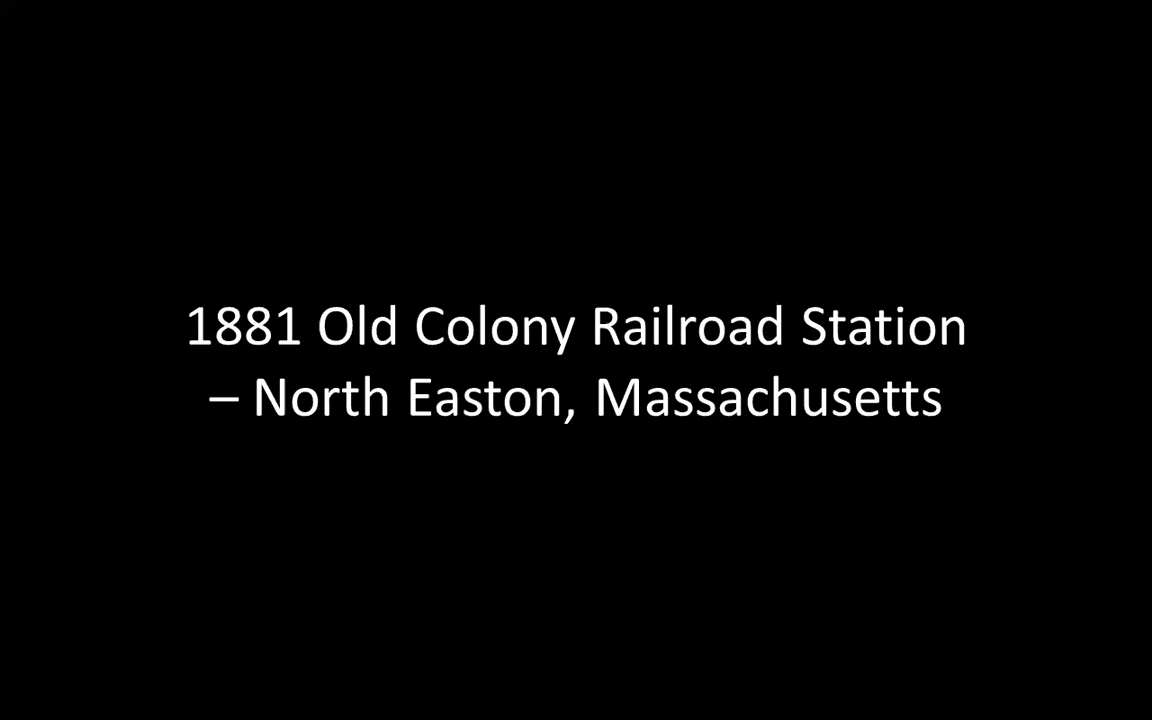 1881 Old Colony Railroad Station
– North Easton, Massachusetts